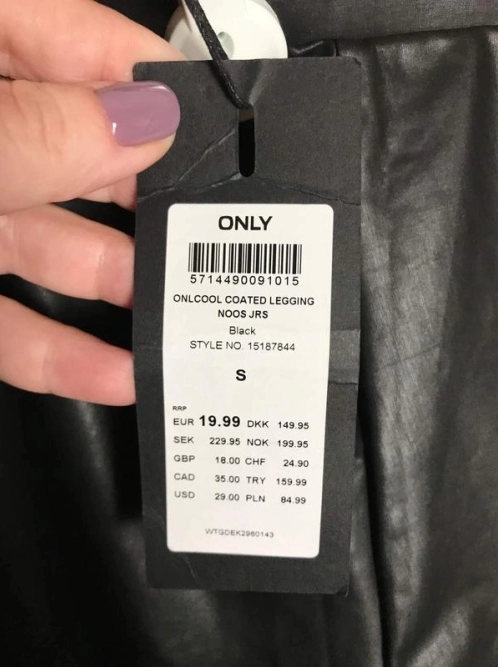 ONLY
5714490091015
ONLCOOL COATED LEGGING
NOOS JRS
Black
STYLE NO. 15187844
S
RRP
EUR 19.99 DKK 149.95
SEK 229.95 NOK 199.95
GBP 18.00 CHF 24.90
CAD 35.00 TRY 159.99
USD 29.00 PLN 84.99
WTGDEK2980143